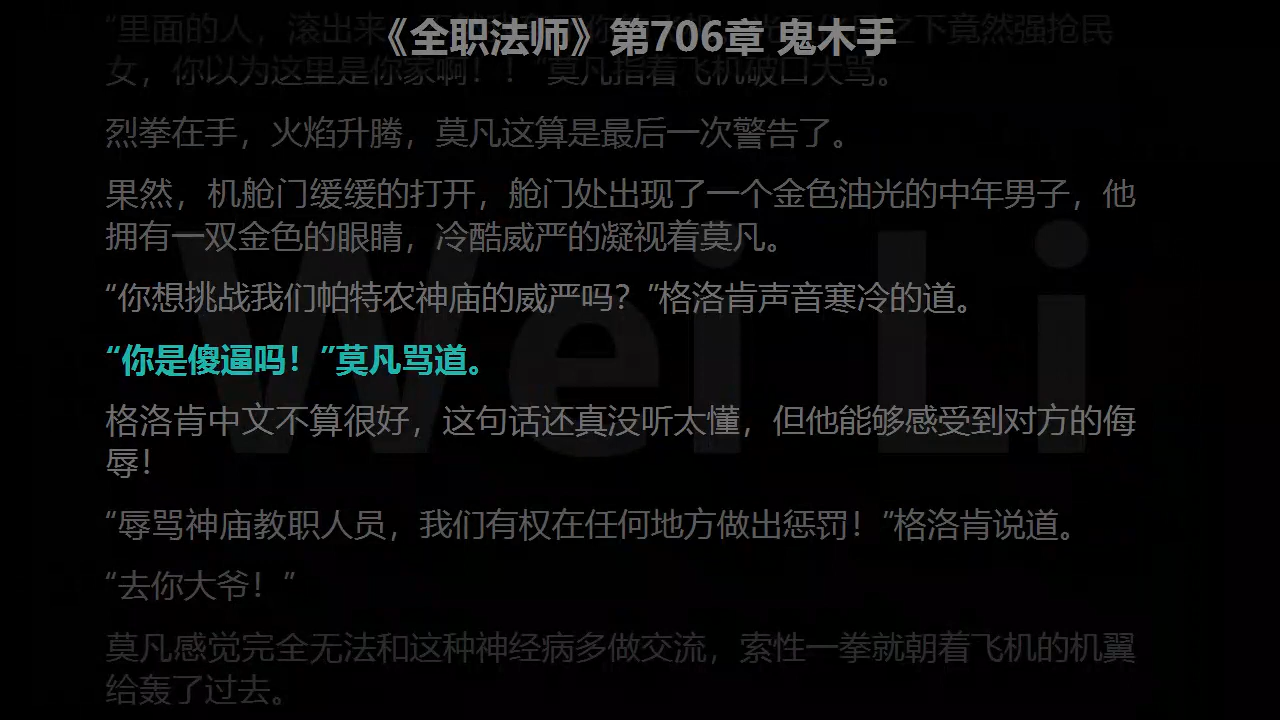 《全职法师》第706章 鬼木手
“里面的人，滚出来
之下竟然强抢民
女，你以为这里是你家啊！！”莫凡指着飞机破口大骂。
烈拳在手，火焰升腾，莫凡这算是最后一次警告了。
果然，机舱门缓缓的打开，舱门处出现了一个金色油光的中年男子，他
拥有一双金色的眼睛，冷酷威严的凝视着莫凡。
“你想挑战我们帕特农神庙的威严吗？”格洛肯声音寒冷的道。
“你是傻逼吗！”莫凡骂道。
格洛肯中文不算很好，这句话还真没听太懂，但他能够感受到对方的侮
辱！
“辱骂神庙教职人员，我们有权在任何地方做出惩罚！”格洛肯说道。
“去你大爷！”
莫凡感觉完全无法和这种神经病多做交流，索性一拳就朝着飞机的机翼
给轰了过去。
Wei Li